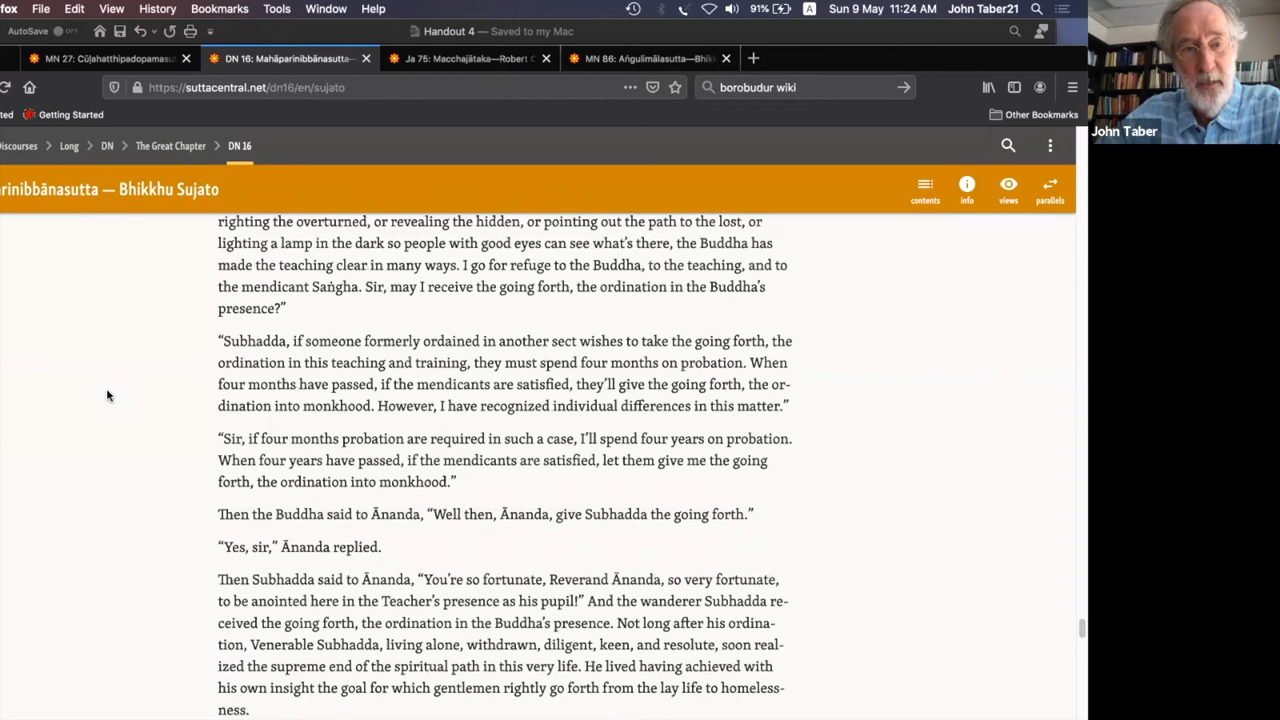 fox File Edit View History Bookmarks Tools Window Help 91% A Sun 9 May 11:24 AM John Taber21
AutoSave OFF Handout 4 — Saved to my Mac
MN 27: Cūḷahatthipadopamasut DN 16: Mahāparinibbānasutta— Ja 75: Macchajātaka—Robert C MN 86: Aṅgulimālasutta—Bhik
https://suttacentral.net/dn16/en/sujato borobudur wiki
ted Getting Started Other Bookmarks
John Taber
iscourses Long DN The Great Chapter DN 16
arinibbānasutta — Bhikkhu Sujato
contents info views parallels
righting the overturned, or revealing the hidden, or pointing out the path to the lost, or
lighting a lamp in the dark so people with good eyes can see what’s there, the Buddha has
made the teaching clear in many ways. I go for refuge to the Buddha, to the teaching, and to
the mendicant Saṅgha. Sir, may I receive the going forth, the ordination in the Buddha’s
presence?”
“Subhadda, if someone formerly ordained in another sect wishes to take the going forth, the
ordination in this teaching and training, they must spend four months on probation. When
four months have passed, if the mendicants are satisfied, they’ll give the going forth, the or-
dination into monkhood. However, I have recognized individual differences in this matter.”
“Sir, if four months probation are required in such a case, I’ll spend four years on probation.
When four years have passed, if the mendicants are satisfied, let them give me the going
forth, the ordination into monkhood.”
Then the Buddha said to Ānanda, “Well then, Ānanda, give Subhadda the going forth.”
“Yes, sir,” Ānanda replied.
Then Subhadda said to Ānanda, “You’re so fortunate, Reverand Ānanda, so very fortunate,
to be anointed here in the Teacher’s presence as his pupil!” And the wanderer Subhadda re-
ceived the going forth, the ordination in the Buddha’s presence. Not long after his ordina-
tion, Venerable Subhadda, living alone, withdrawn, diligent, keen, and resolute, soon real-
ized the supreme end of the spiritual path in this very life. He lived having achieved with
his own insight the goal for which gentlemen rightly go forth from the lay life to homeless-
ness.